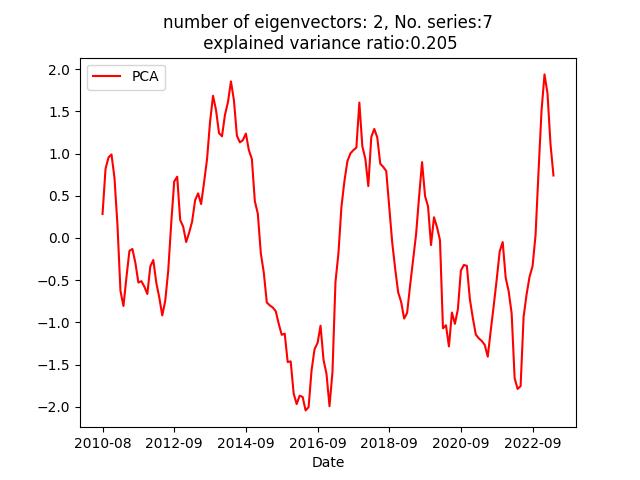 number of eigenvectors: 2, No. series:7
explained variance ratio:0.205
PCA
2.0
1.5
1.0
0.5
0.0
−0.5
−1.0
−1.5
−2.0
2010-08 2012-09 2014-09 2016-09 2018-09 2020-09 2022-09
Date